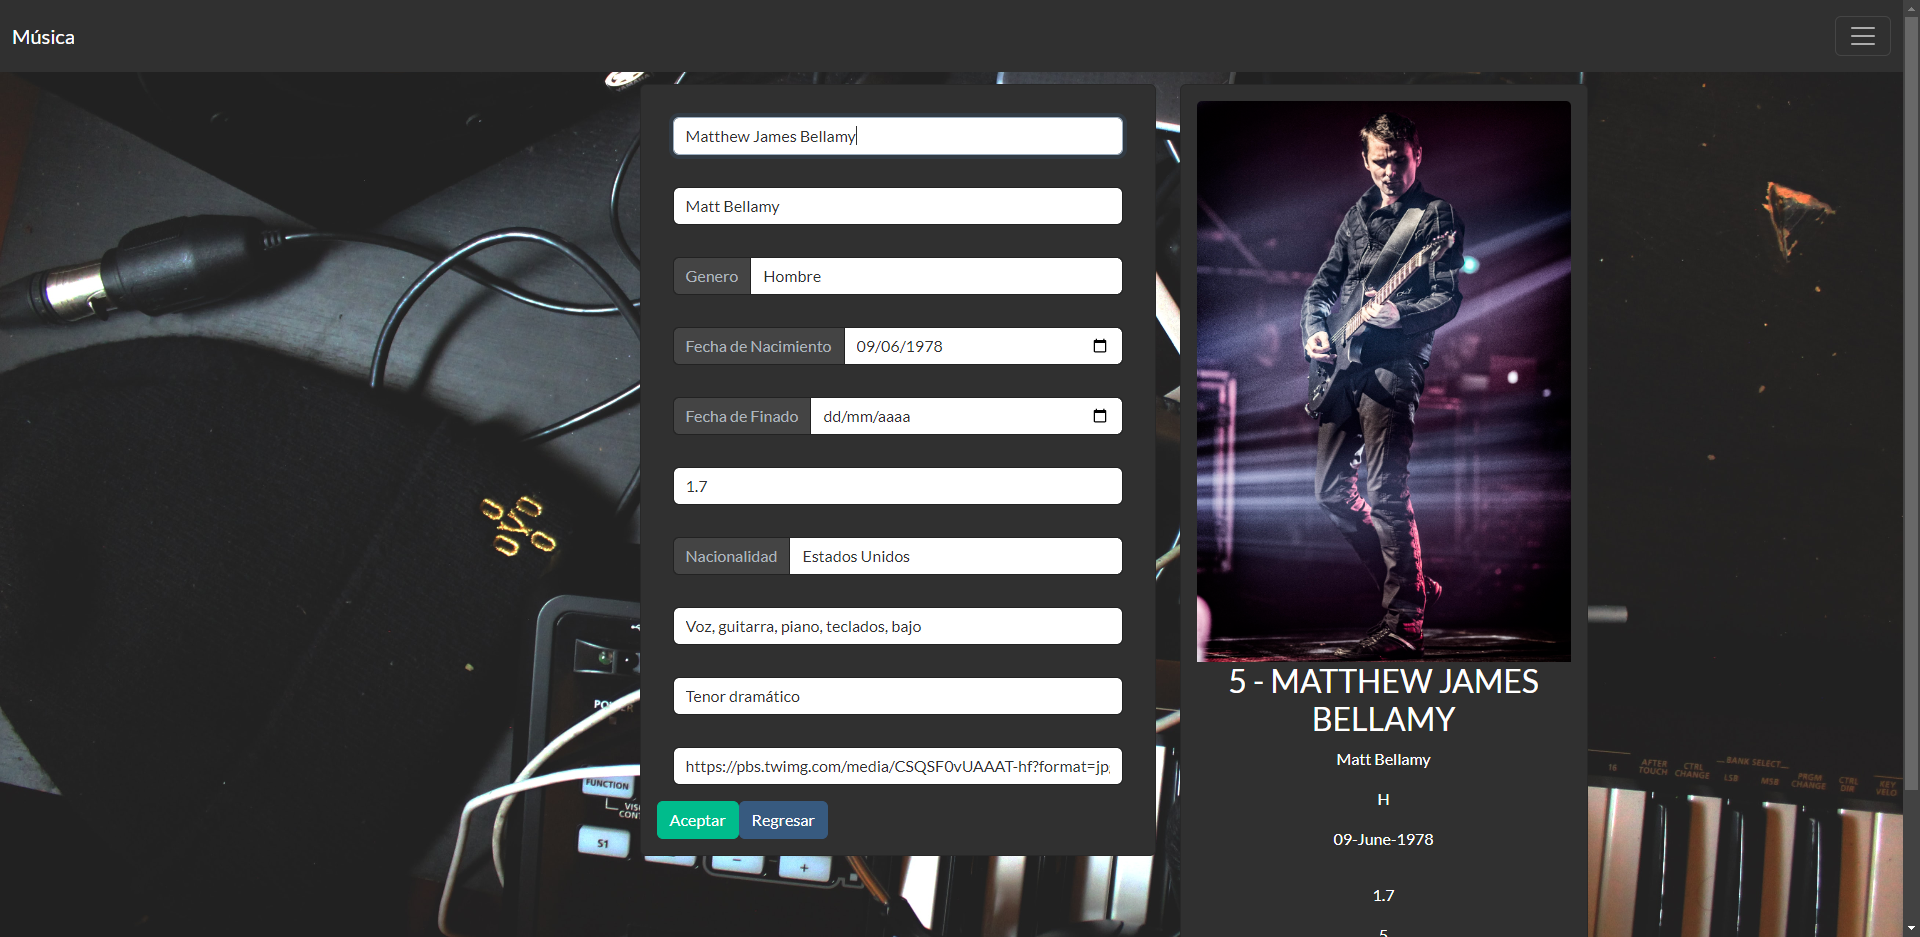 Música
Matthew James Bellamy
Matt Bellamy
Genero Hombre
Fecha de Nacimiento 09/06/1978
Fecha de Finado dd/mm/aaaa
1.7
Nacionalidad Estados Unidos
Voz, guitarra, piano, teclados, bajo
Tenor dramático
https://pbs.twimg.com/media/CSQSF0vUAAAT-hf?format=jp
Aceptar Regresar
5 - MATTHEW JAMES
BELLAMY
Matt Bellamy
H
09-June-1978
1.7
5
FUNCTION
S1
BANK SELECT
16 AFTER TOUCH CTRL CHANGE LSB MSB PRGM CHANGE CTRL DIR KEY VELO